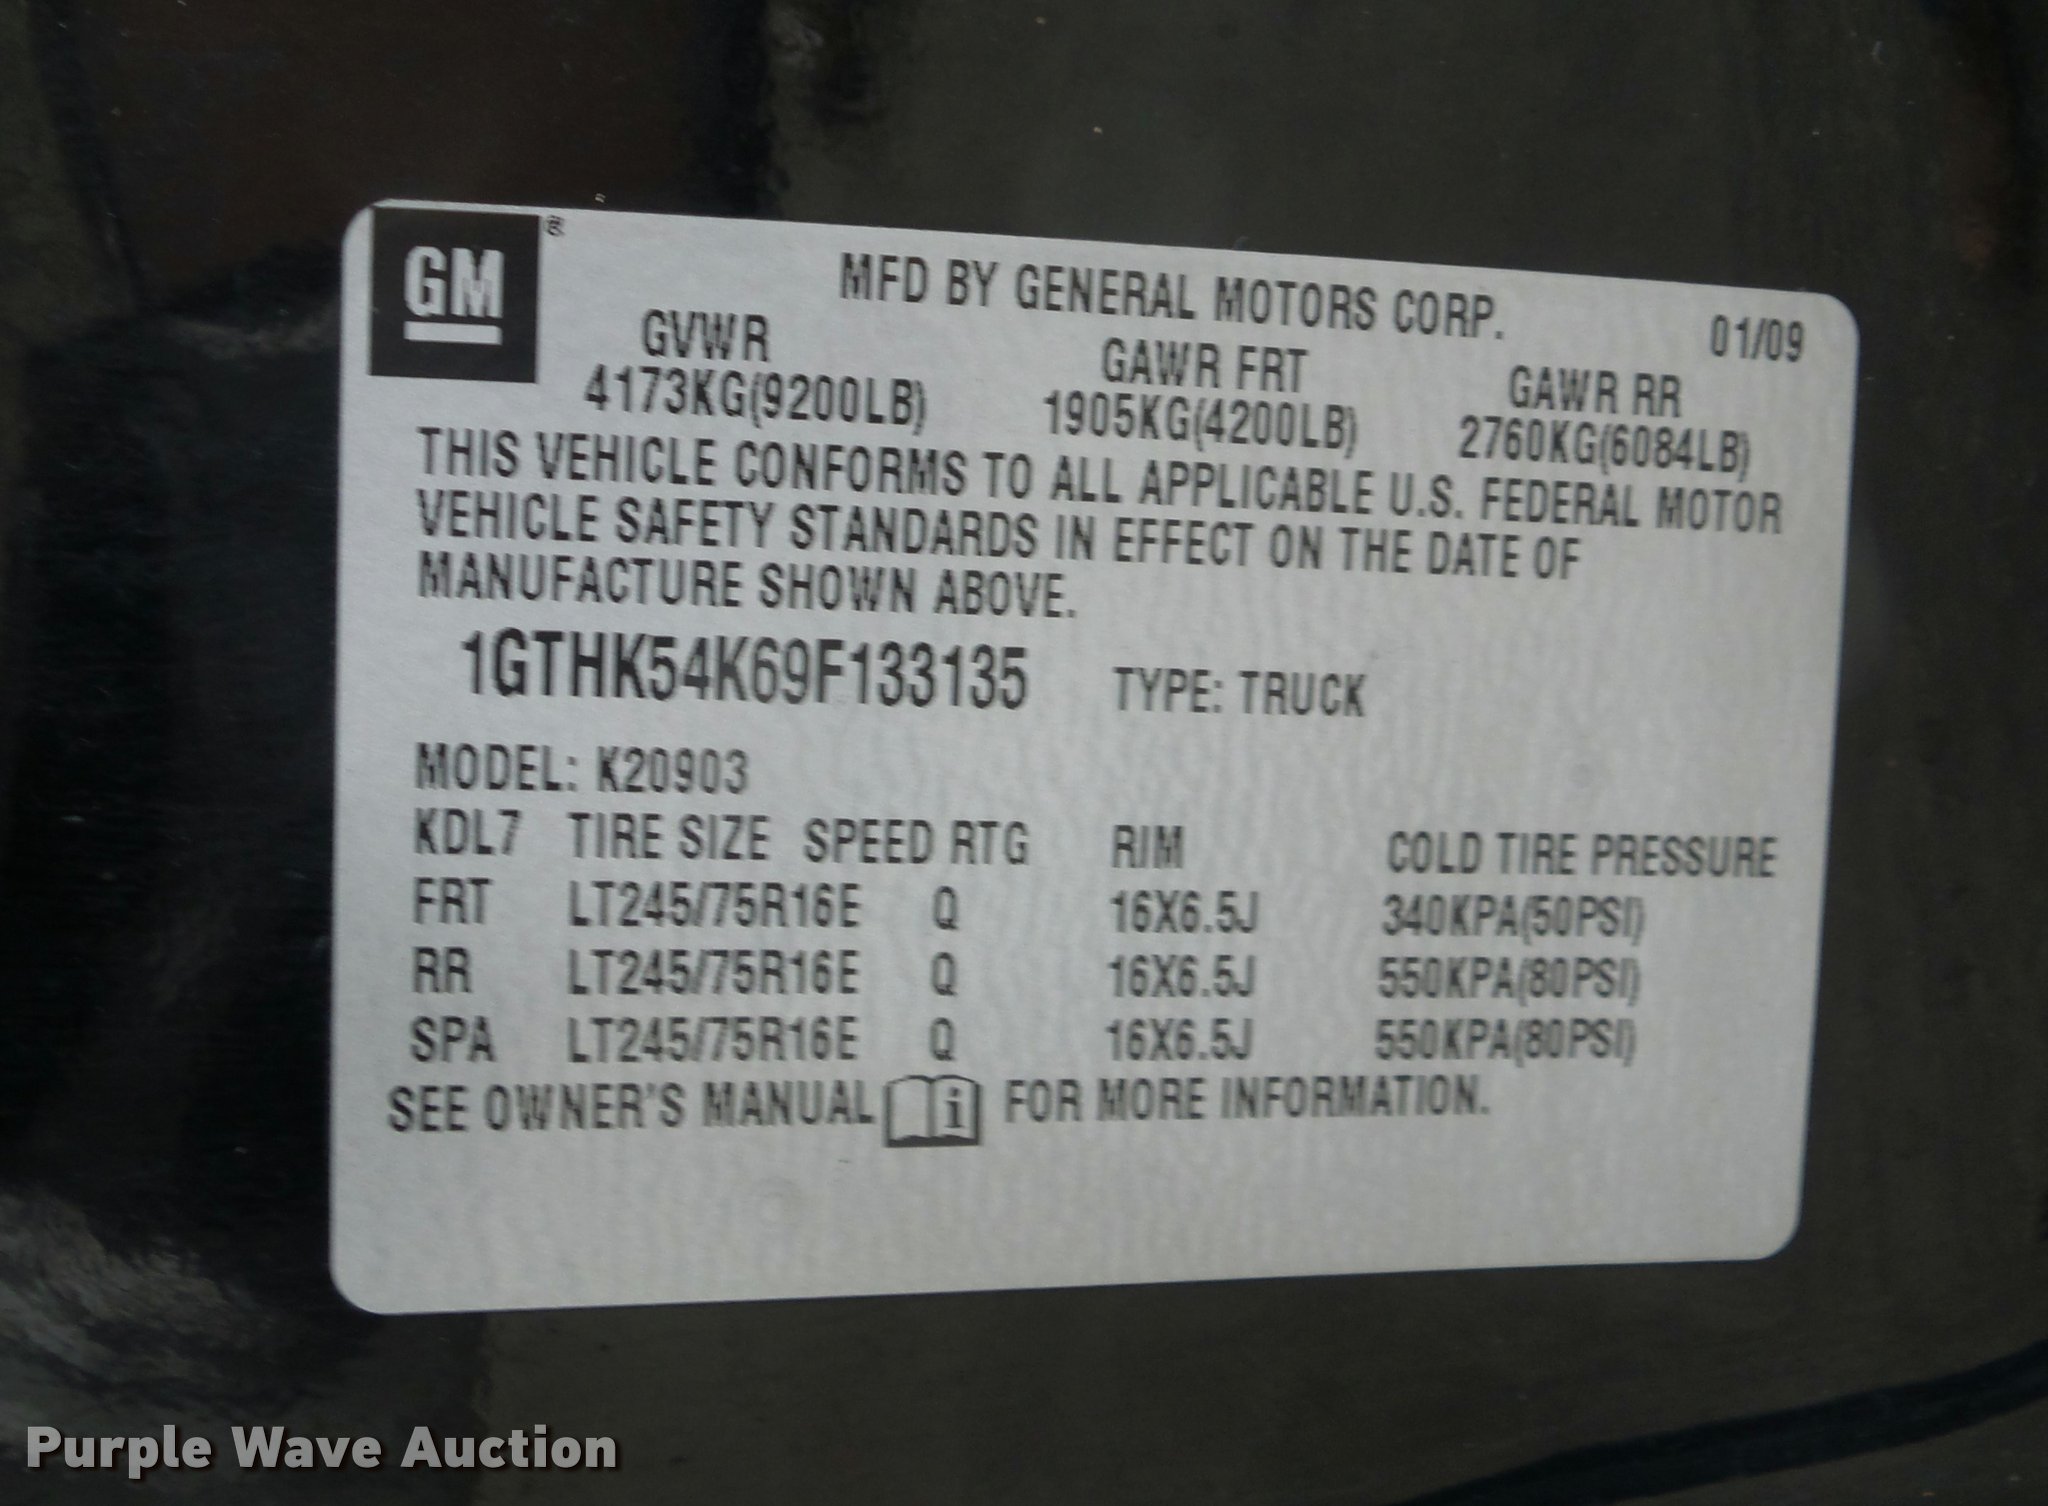 GM®
MFD BY GENERAL MOTORS CORP. 01/09
GVWR GAWR FRT GAWR RR
4173KG(9200LB) 1905KG(4200LB) 2760KG(6084LB)
THIS VEHICLE CONFORMS TO ALL APPLICABLE U.S. FEDERAL MOTOR
VEHICLE SAFETY STANDARDS IN EFFECT ON THE DATE OF
MANUFACTURE SHOWN ABOVE.
1GTHK54K69F133135 TYPE: TRUCK
MODEL: K20903
KDL7 TIRE SIZE SPEED RTG RIM COLD TIRE PRESSURE
FRT LT245/75R16E Q 16X6.5J 340KPA(50PSI)
RR LT245/75R16E Q 16X6.5J 550KPA(80PSI)
SPA LT245/75R16E Q 16X6.5J 550KPA(80PSI)
SEE OWNER'S MANUAL i FOR MORE INFORMATION.
Purple Wave Auction